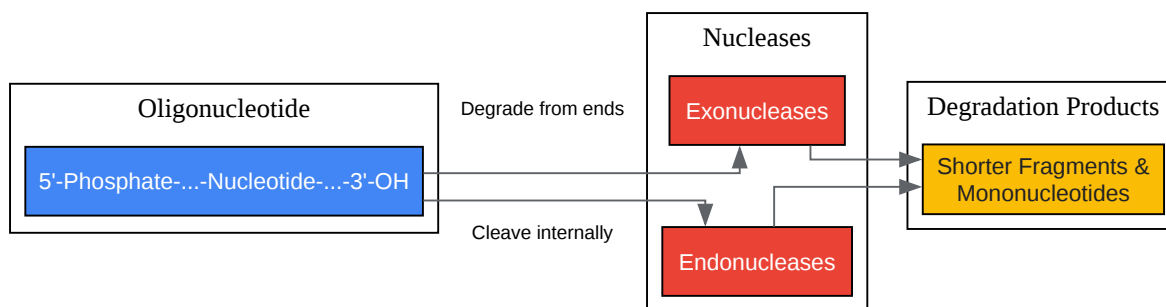 Nucleases
Oligonucleotide
Degrade from ends
Exonucleases
Degradation Products
5'-Phosphate-...-Nucleotide-...-3'-OH
Shorter Fragments &
Mononucleotides
Cleave internally
Endonucleases